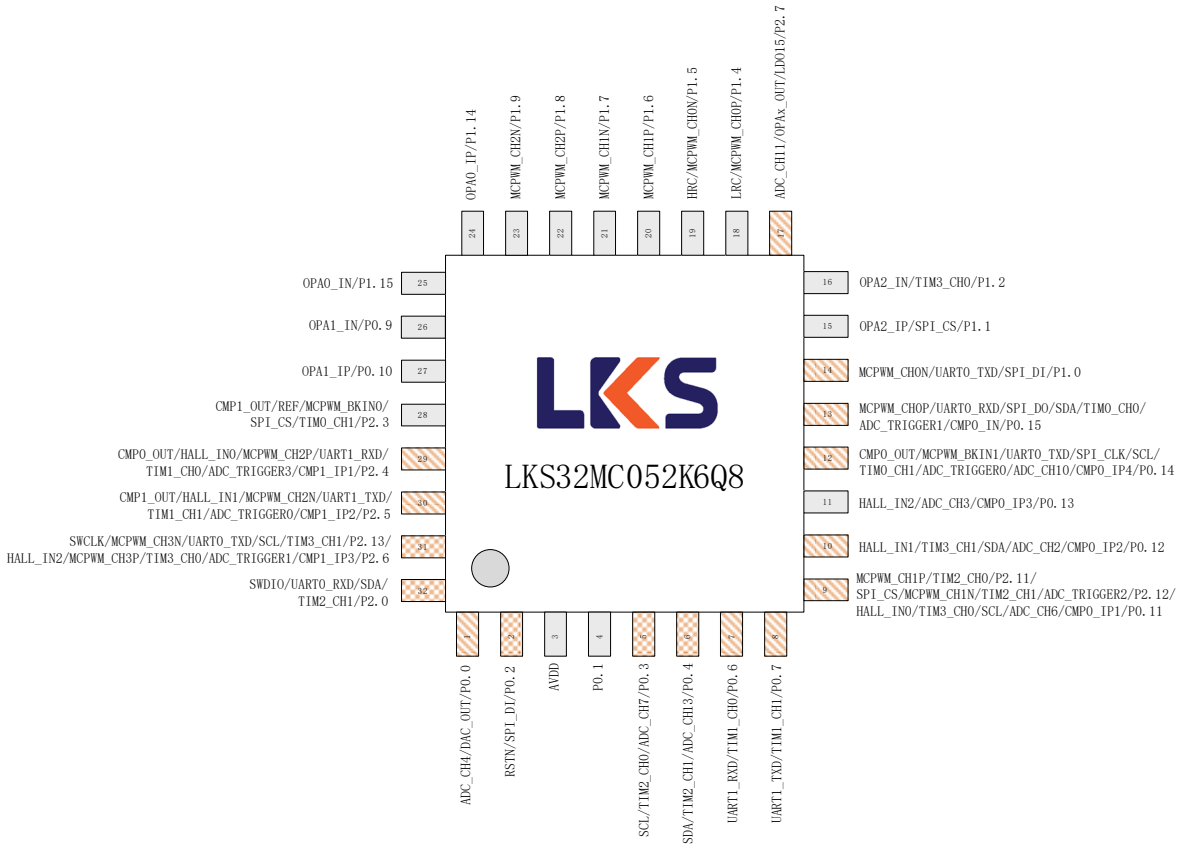 OPA0_IP/P1.14
MCPWM_CH2N/P1.9
MCPWM_CH2P/P1.8
MCPWM_CH1N/P1.7
MCPWM_CH1P/P1.6
HRC/MCPWM_CH0N/P1.5
LRC/MCPWM_CH0P/P1.4
ADC_CH11/OPAx_OUT/LDO15/P2.7
24
23
22
21
20
19
18
17
OPA0_IN/P1.15
25
OPA1_IN/P0.9
26
OPA1_IP/P0.10
27
CMP1_OUT/REF/MCPWM_BKIN0/
SPI_CS/TIM0_CH1/P2.3
28
CMP0_OUT/HALL_IN0/MCPWM_CH2P/UART1_RXD/
TIM1_CH0/ADC_TRIGGER3/CMP1_IP1/P2.4
29
CMP1_OUT/HALL_IN1/MCPWM_CH2N/UART1_TXD/
TIM1_CH1/ADC_TRIGGER0/CMP1_IP2/P2.5
30
SWCLK/MCPWM_CH3N/UART0_TXD/SCL/TIM3_CH1/P2.13/
HALL_IN2/MCPWM_CH3P/TIM3_CH0/ADC_TRIGGER1/CMP1_IP3/P2.6
31
SWDIO/UART0_RXD/SDA/
TIM2_CH1/P2.0
32
LKS
LKS32MC052K6Q8
16
OPA2_IN/TIM3_CH0/P1.2
15
OPA2_IP/SPI_CS/P1.1
14
MCPWM_CH0N/UART0_TXD/SPI_DI/P1.0
13
MCPWM_CH0P/UART0_RXD/SPI_DO/SDA/TIM0_CH0/
ADC_TRIGGER1/CMP0_IN/P0.15
12
CMP0_OUT/MCPWM_BKIN1/UART0_TXD/SPI_CLK/SCL/
TIM0_CH1/ADC_TRIGGER0/ADC_CH10/CMP0_IP4/P0.14
11
HALL_IN2/ADC_CH3/CMP0_IP3/P0.13
10
HALL_IN1/TIM3_CH1/SDA/ADC_CH2/CMP0_IP2/P0.12
9
MCPWM_CH1P/TIM2_CH0/P2.11/
SPI_CS/MCPWM_CH1N/TIM2_CH1/ADC_TRIGGER2/P2.12/
HALL_IN0/TIM3_CH0/SCL/ADC_CH6/CMP0_IP1/P0.11
1
2
3
4
5
6
7
8
ADC_CH4/DAC_OUT/P0.0
RSTN/SPI_DI/P0.2
AVDD
P0.1
SCL/TIM2_CH0/ADC_CH7/P0.3
SDA/TIM2_CH1/ADC_CH13/P0.4
UART1_RXD/TIM1_CH0/P0.6
UART1_TXD/TIM1_CH1/P0.7